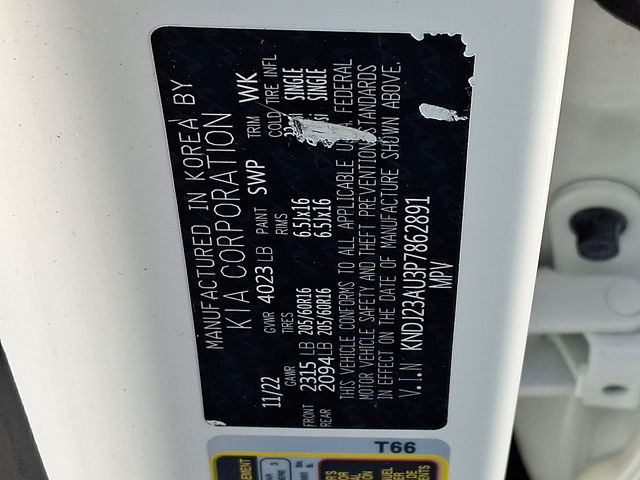 MANUFACTURED IN KOREA BY
KIA CORPORATION
11/22 GVWR 4023 LB PAINT SWP TRIM WK
GAWR TIRES RIMS COLD TIRE INFL
FRONT 2315 LB 205/60R16 6.5Jx16 SINGLE
REAR 2094 LB 205/60R16 6.5Jx16 SINGLE
THIS VEHICLE CONFORMS TO ALL APPLICABLE FEDERAL
MOTOR VEHICLE SAFETY AND THEFT PREVENTION STANDARDS
IN EFFECT ON THE DATE OF MANUFACTURE SHOWN ABOVE.
V.I.N KNDJ23AU3P7862891
MPV
T66